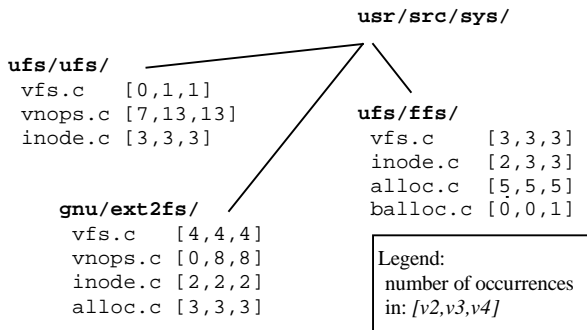 usr/src/sys/
ufs/ufs/
vfs.c [0,1,1]
vnops.c [7,13,13]
inode.c [3,3,3]
ufs/ffs/
vfs.c [3,3,3]
inode.c [2,3,3]
alloc.c [5,5,5]
balloc.c [0,0,1]
gnu/ext2fs/
vfs.c [4,4,4]
vnops.c [0,8,8]
inode.c [2,2,2]
alloc.c [3,3,3]
Legend:
number of occurrences
in: [v2,v3,v4]